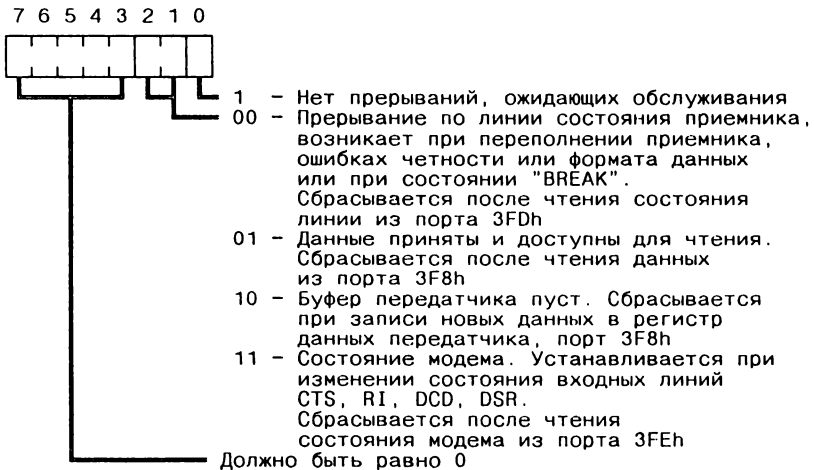 7 6 5 4 3 2 1 0
1 - Нет прерываний, ожидающих обслуживания
00 - Прерывание по линии состояния приемника,
возникает при переполнении приемника,
ошибках четности или формата данных
или при состоянии "BREAK".
Сбрасывается после чтения состояния
линии из порта 3FDh
01 - Данные приняты и доступны для чтения.
Сбрасывается после чтения данных
из порта 3F8h
10 - Буфер передатчика пуст. Сбрасывается
при записи новых данных в регистр
данных передатчика, порт 3F8h
11 - Состояние модема. Устанавливается при
изменении состояния входных линий
CTS, RI, DCD, DSR.
Сбрасывается после чтения
состояния модема из порта 3FEh
Должно быть равно 0